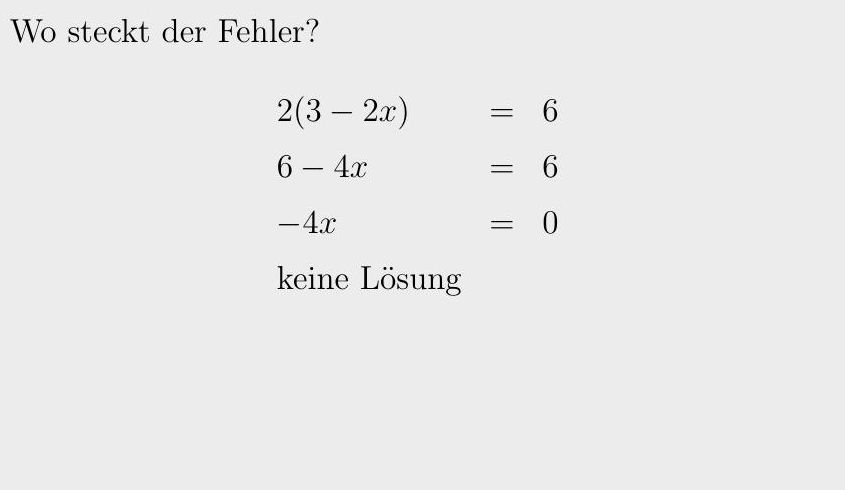 Wo steckt der Fehler?
2(3 − 2x) = 6
6 − 4x = 6
−4x = 0
keine Lösung